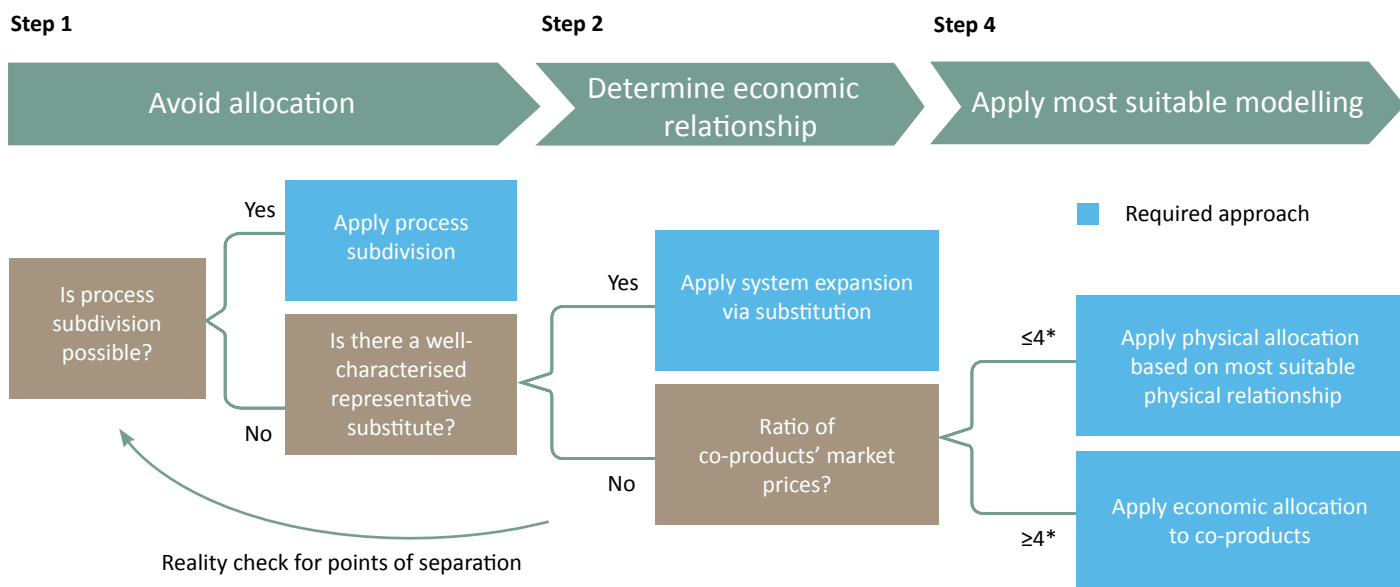 Step 1
Step 2
Step 4
Avoid allocation
Determine economic
relationship
Apply most suitable modelling
Yes
Apply process
subdivision
Required approach
Is process
subdivision
possible?
Yes
Apply system expansion
via substitution
No
Is there a well-
characterised
representative
substitute?
≤4*
Apply physical allocation
based on most suitable
physical relationship
No
Ratio of
co-products’ market
prices?
≥4*
Apply economic allocation
to co-products
Reality check for points of separation